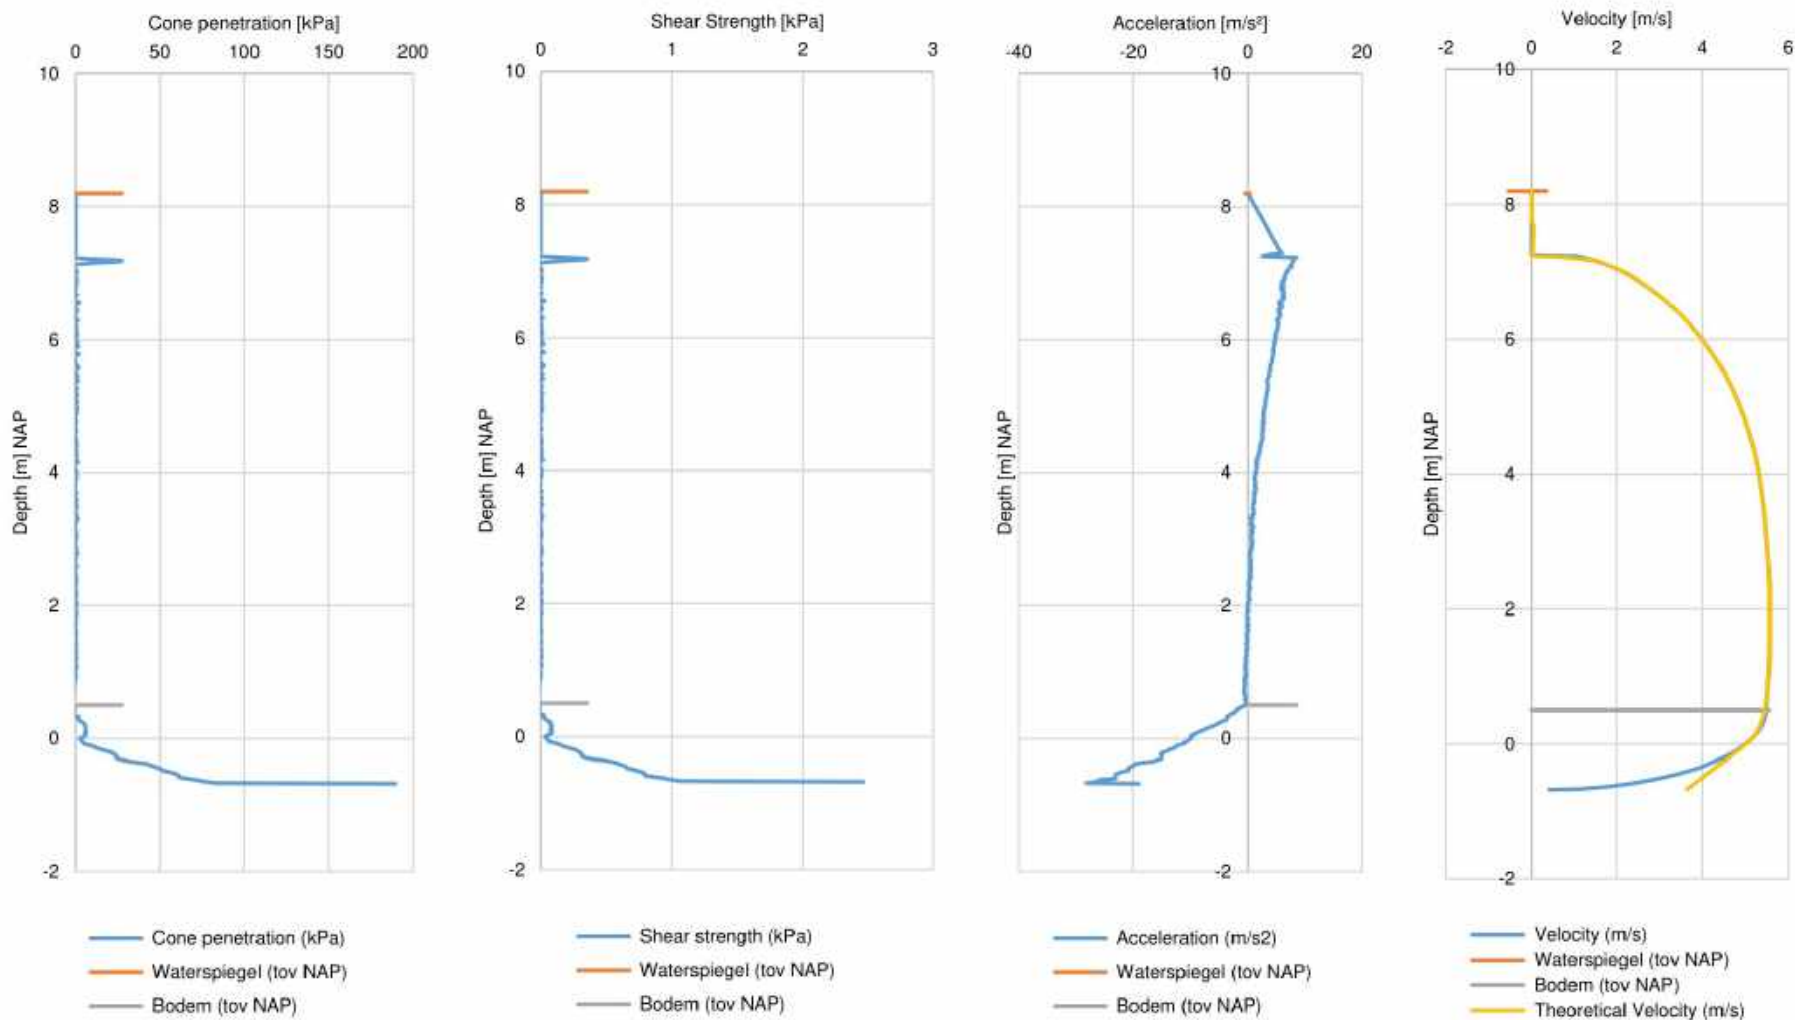 Cone penetration [kPa]
0 50 100 150 200
10
8
6
4
2
0
-2
Depth [m] NAP
Cone penetration (kPa)
Waterspiegel (tov NAP)
Bodem (tov NAP)
Shear Strength [kPa]
0 1 2 3
10
8
6
4
2
0
-2
Depth [m] NAP
Shear strength (kPa)
Waterspiegel (tov NAP)
Bodem (tov NAP)
Acceleration [m/s²]
-40 -20 0 20
10
8
6
4
2
0
-2
Depth [m] NAP
Acceleration (m/s2)
Waterspiegel (tov NAP)
Bodem (tov NAP)
Velocity [m/s]
-2 0 2 4 6
10
8
6
4
2
0
-2
Depth [m] NAP
Velocity (m/s)
Waterspiegel (tov NAP)
Bodem (tov NAP)
Theoretical Velocity (m/s)